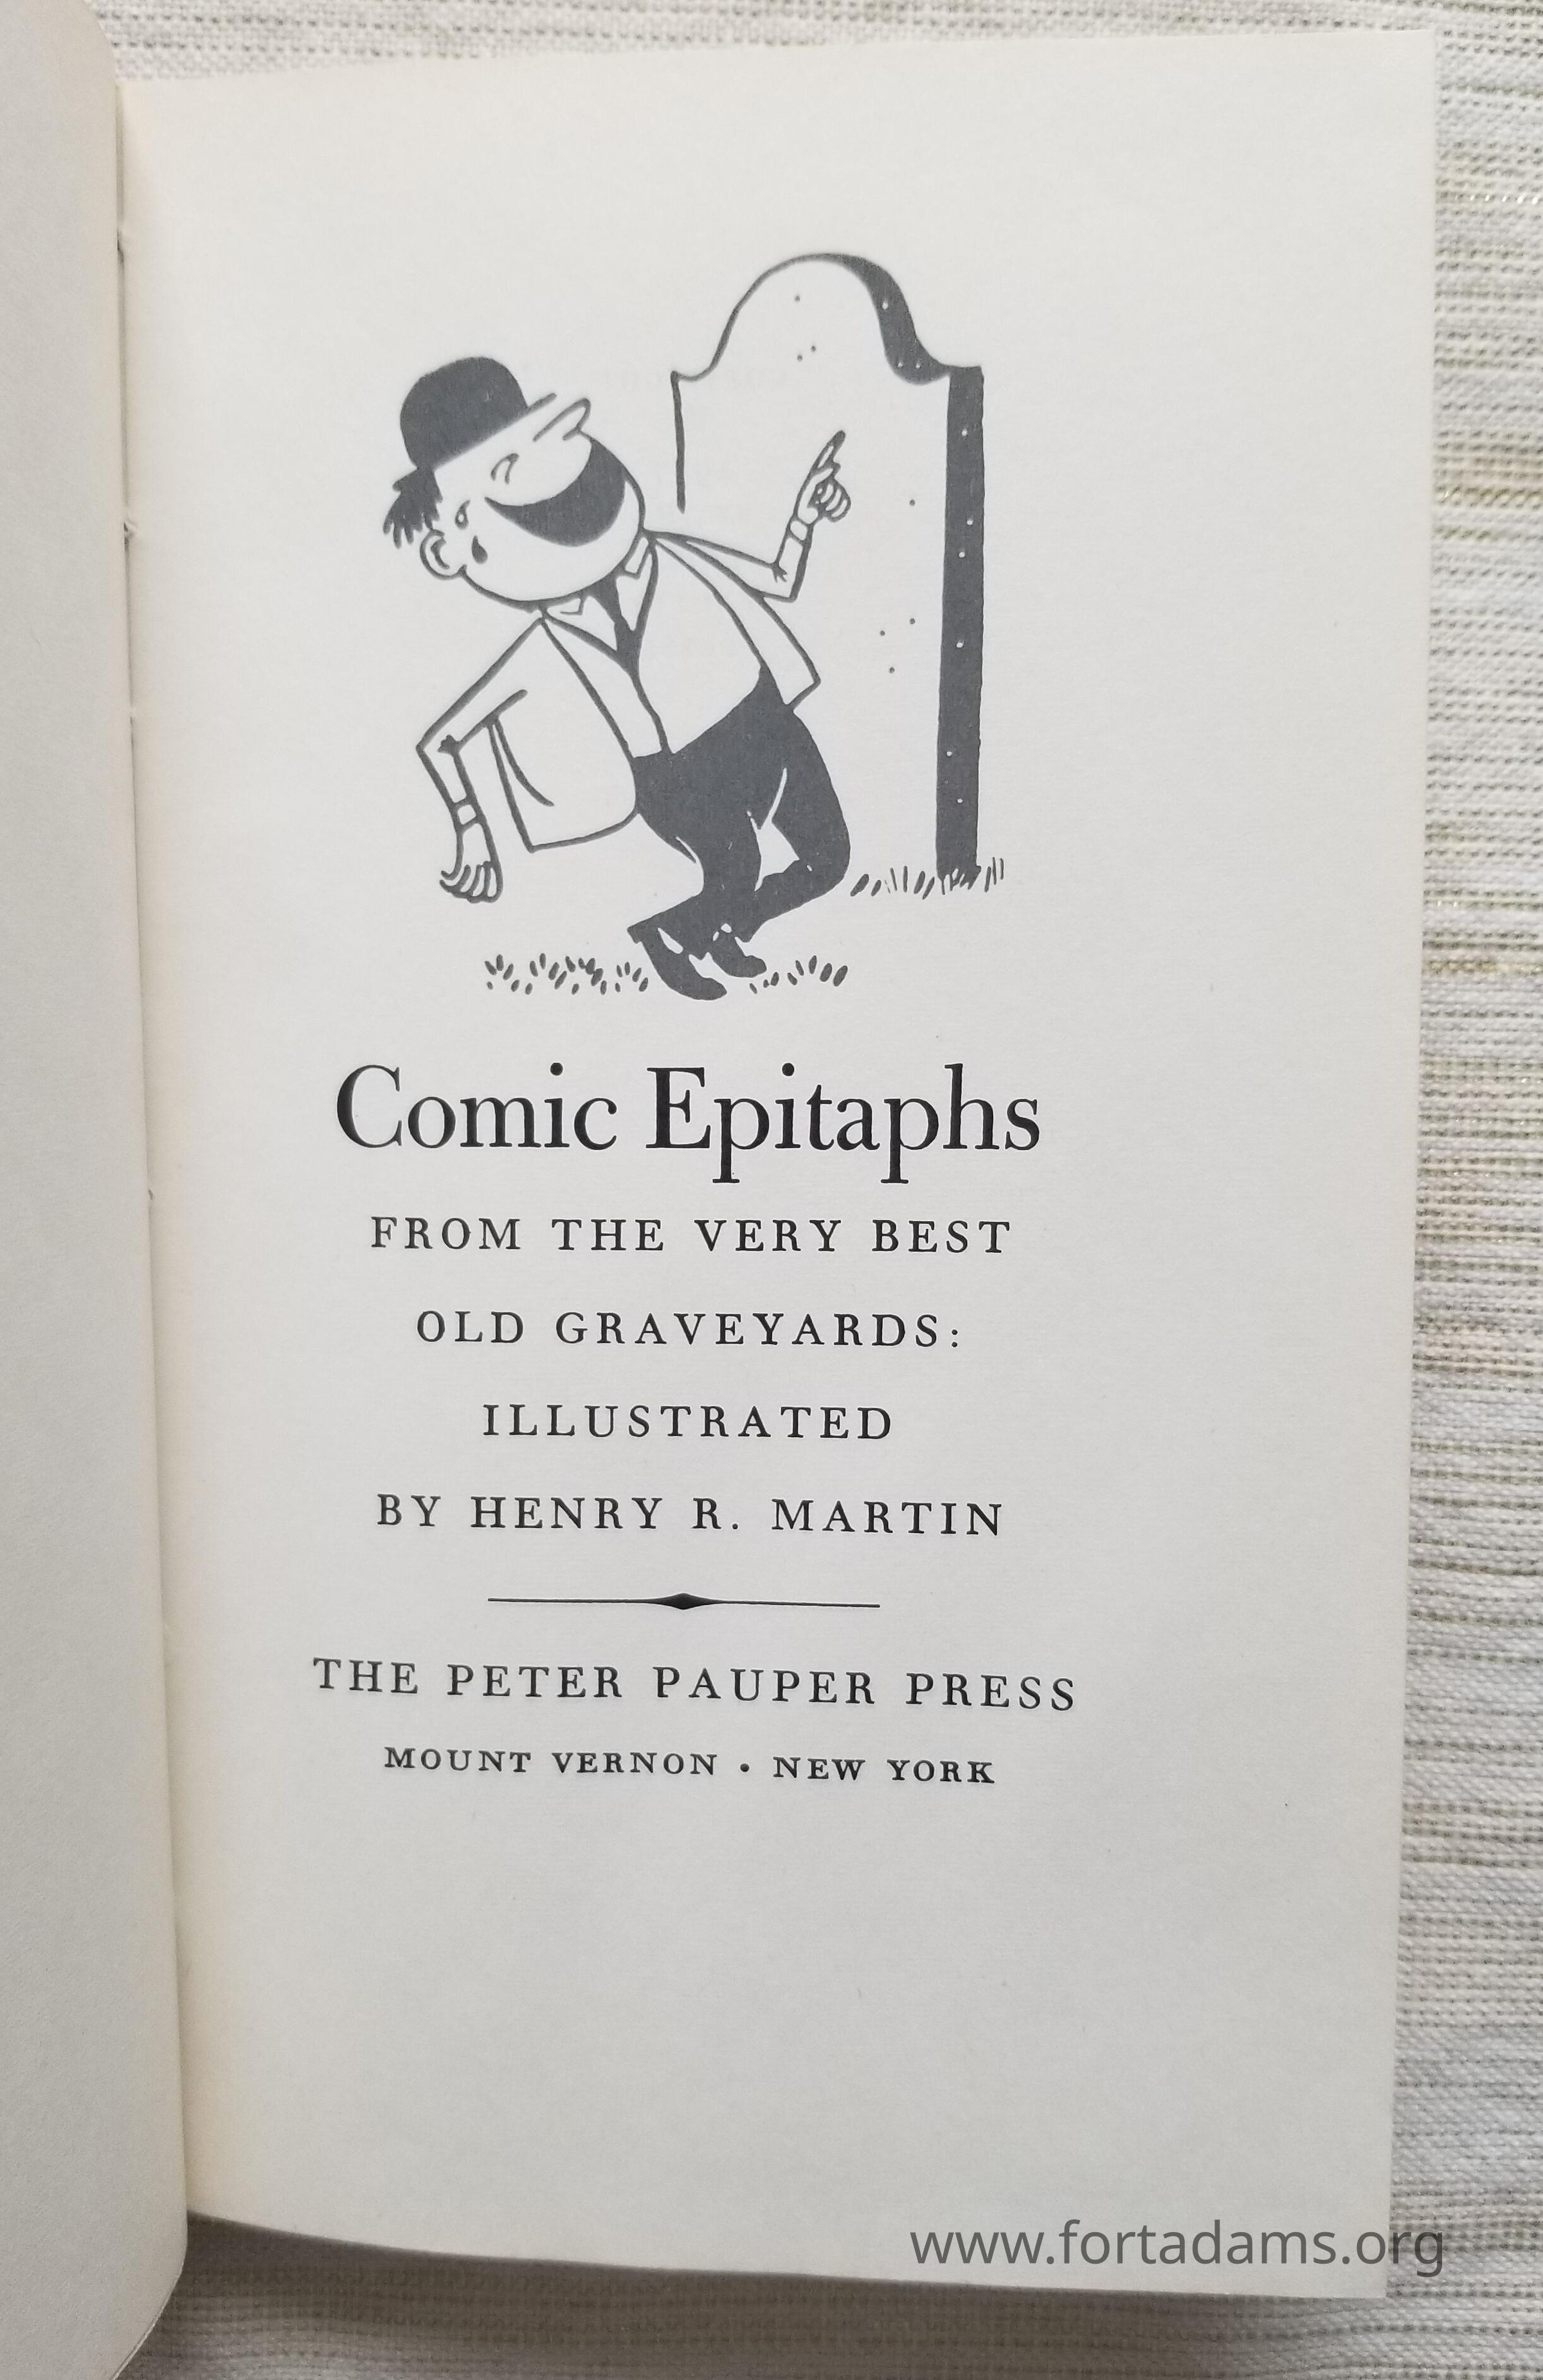 Comic Epitaphs
FROM THE VERY BEST
OLD GRAVEYARDS:
ILLUSTRATED
BY HENRY R. MARTIN
THE PETER PAUPER PRESS
MOUNT VERNON • NEW YORK
www.fortadams.org